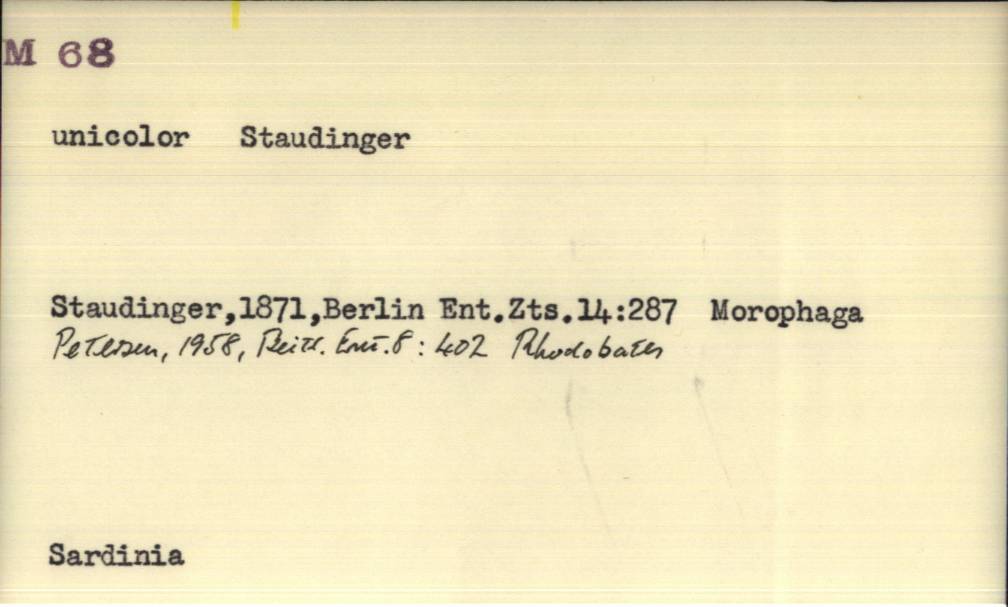 M 68
unicolor Staudinger
Staudinger,1871,Berlin Ent.Zts.14:287 Morophaga
Petersen, 1958, Beitr. Ent. 8 : 402 Rhodobates
Sardinia